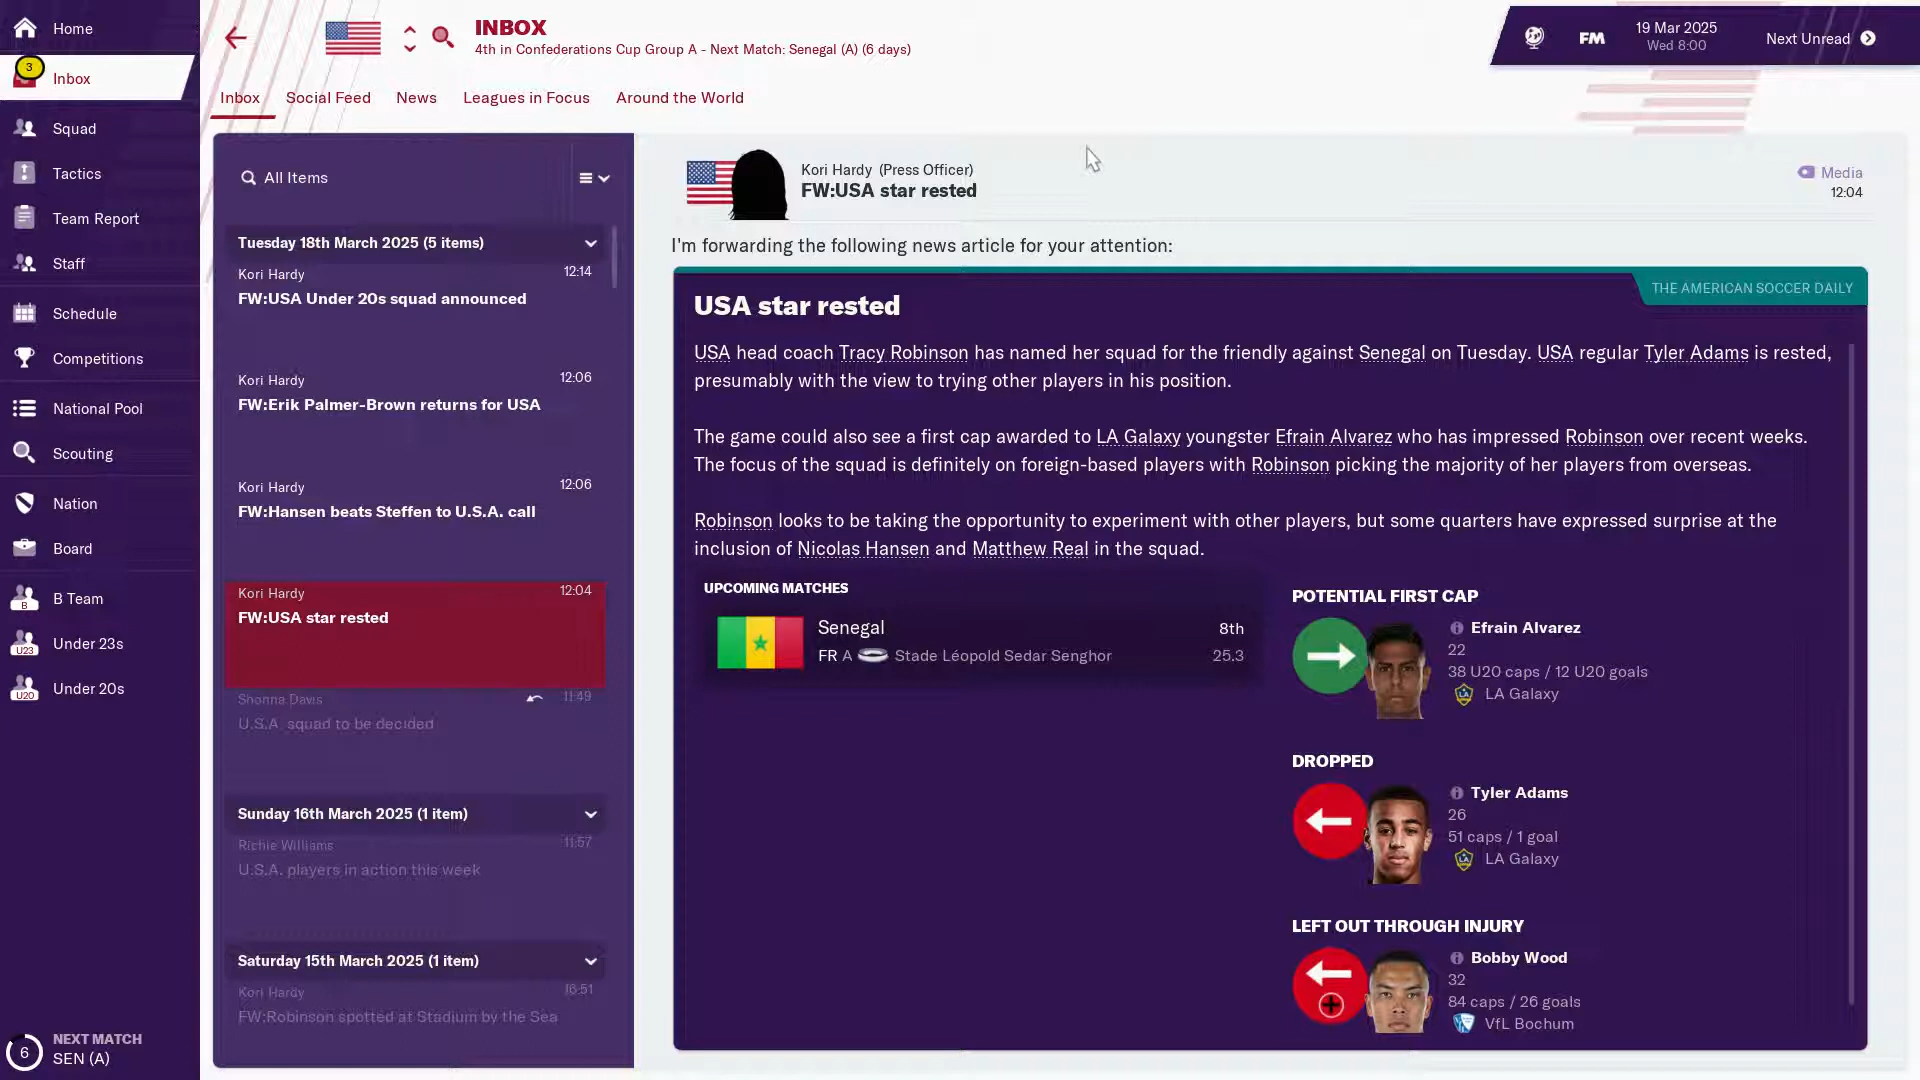 Home
3
Inbox
Squad
Tactics
Team Report
Staff
Schedule
Competitions
National Pool
Scouting
Nation
Board
B
B Team
U23
Under 23s
U20
Under 20s
6
NEXT MATCH
SEN (A)
INBOX
4th in Confederations Cup Group A - Next Match: Senegal (A) (6 days)
FM
19 Mar 2025
Wed 8:00
Next Unread
Inbox
Social Feed
News
Leagues in Focus
Around the World
All Items
Tuesday 18th March 2025 (5 items)
Kori Hardy
12:14
FW:USA Under 20s squad announced
Kori Hardy
12:06
FW:Erik Palmer-Brown returns for USA
Kori Hardy
12:06
FW:Hansen beats Steffen to U.S.A. call
Kori Hardy
12:04
FW:USA star rested
Shonna Davis
11:49
U.S.A. squad to be decided
Sunday 16th March 2025 (1 item)
Richie Williams
11:57
U.S.A. players in action this week
Saturday 15th March 2025 (1 item)
Kori Hardy
16:51
FW:Robinson spotted at Stadium by the Sea
Kori Hardy (Press Officer)
FW:USA star rested
Media
12:04
I'm forwarding the following news article for your attention:
THE AMERICAN SOCCER DAILY
USA star rested
USA head coach Tracy Robinson has named her squad for the friendly against Senegal on Tuesday. USA regular Tyler Adams is rested,
presumably with the view to trying other players in his position.
The game could also see a first cap awarded to LA Galaxy youngster Efrain Alvarez who has impressed Robinson over recent weeks.
The focus of the squad is definitely on foreign-based players with Robinson picking the majority of her players from overseas.
Robinson looks to be taking the opportunity to experiment with other players, but some quarters have expressed surprise at the
inclusion of Nicolas Hansen and Matthew Real in the squad.
UPCOMING MATCHES
Senegal
8th
FR A Stade Léopold Sedar Senghor
25.3
POTENTIAL FIRST CAP
Efrain Alvarez
22
38 U20 caps / 12 U20 goals
LA Galaxy
DROPPED
Tyler Adams
26
51 caps / 1 goal
LA Galaxy
LEFT OUT THROUGH INJURY
Bobby Wood
32
84 caps / 26 goals
VfL Bochum